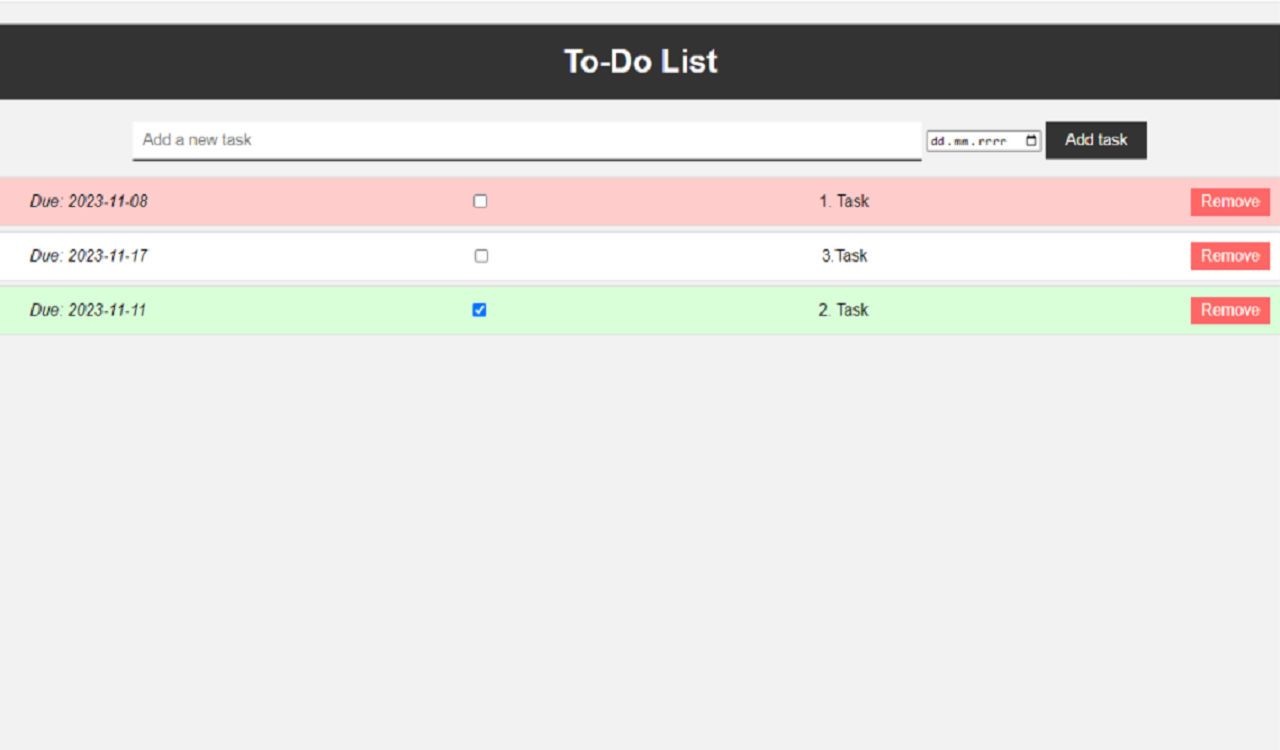 To-Do List
Add a new task dd.mm.rrrr Add task
Due: 2023-11-08 1. Task Remove
Due: 2023-11-17 3.Task Remove
Due: 2023-11-11 2. Task Remove